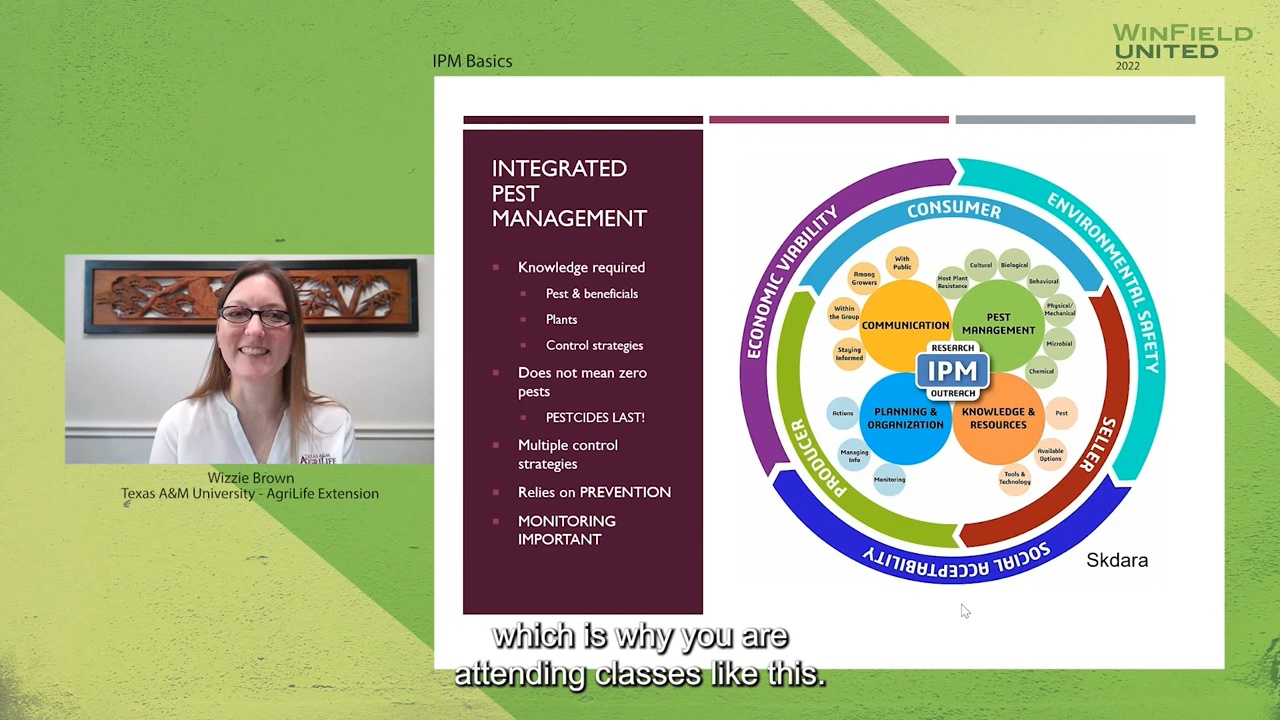 WINFIELD
UNITED
2022
IPM Basics
INTEGRATED
PEST
MANAGEMENT
Knowledge required
Pest & beneficials
Plants
Control strategies
Does not mean zero
pests
PESTCIDES LAST!
Multiple control
strategies
Relies on PREVENTION
MONITORING
IMPORTANT
ECONOMIC VIABILITY
ENVIRONMENTAL SAFETY
SOCIAL ACCEPTABILITY
CONSUMER
SELLER
PRODUCER
COMMUNICATION
With
Public
Among
Growers
Within
the Group
Staying
Informed
PEST
MANAGEMENT
Host Plant
Resistance
Cultural
Biological
Behavioral
Physical/
Mechanical
Microbial
Chemical
RESEARCH
IPM
OUTREACH
PLANNING &
ORGANIZATION
Actions
Managing
Info
Monitoring
KNOWLEDGE &
RESOURCES
Pest
Available
Options
Tools &
Technology
Skdara
TEXAS A&M
AGRILIFE
Wizzie Brown
Texas A&M University - AgriLife Extension
which is why you are
attending classes like this.